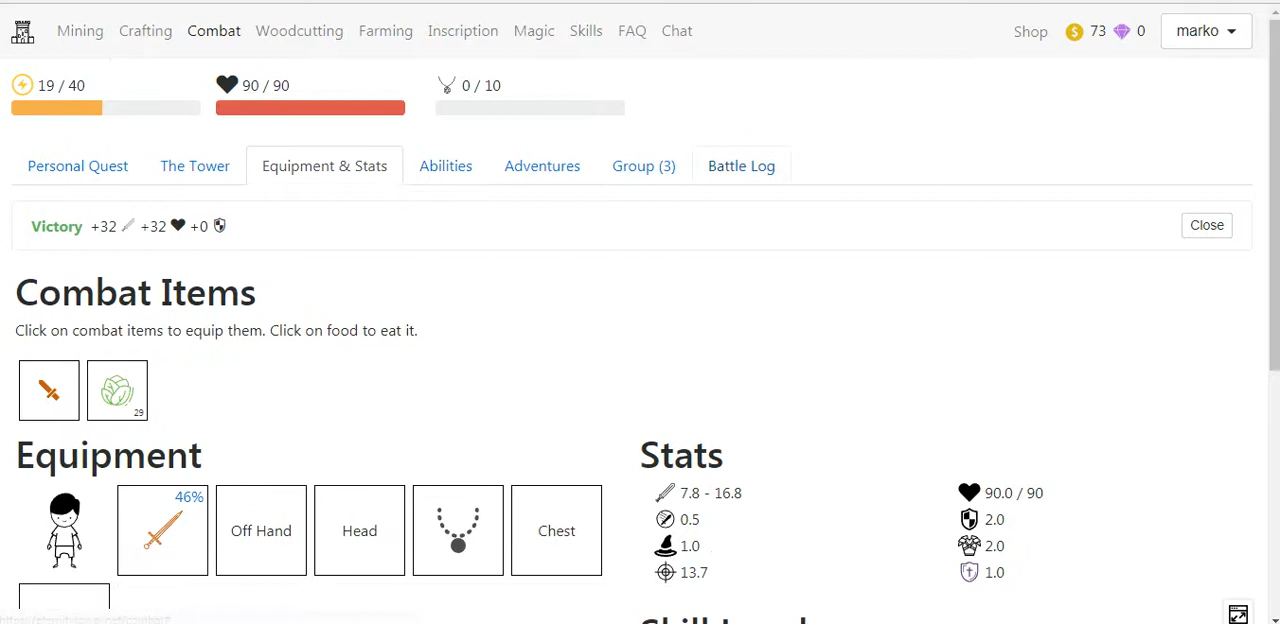 Mining Crafting Combat Woodcutting Farming Inscription Magic Skills FAQ Chat Shop 73 0 marko
19 / 40 90 / 90 0 / 10
Personal Quest The Tower Equipment & Stats Abilities Adventures Group (3) Battle Log
Victory +32 +32 +0 Close
Combat Items
Click on combat items to equip them. Click on food to eat it.
29
Equipment Stats
46% Off Hand Head Chest
7.8 - 16.8 90.0 / 90
0.5 2.0
1.0 2.0
13.7 1.0